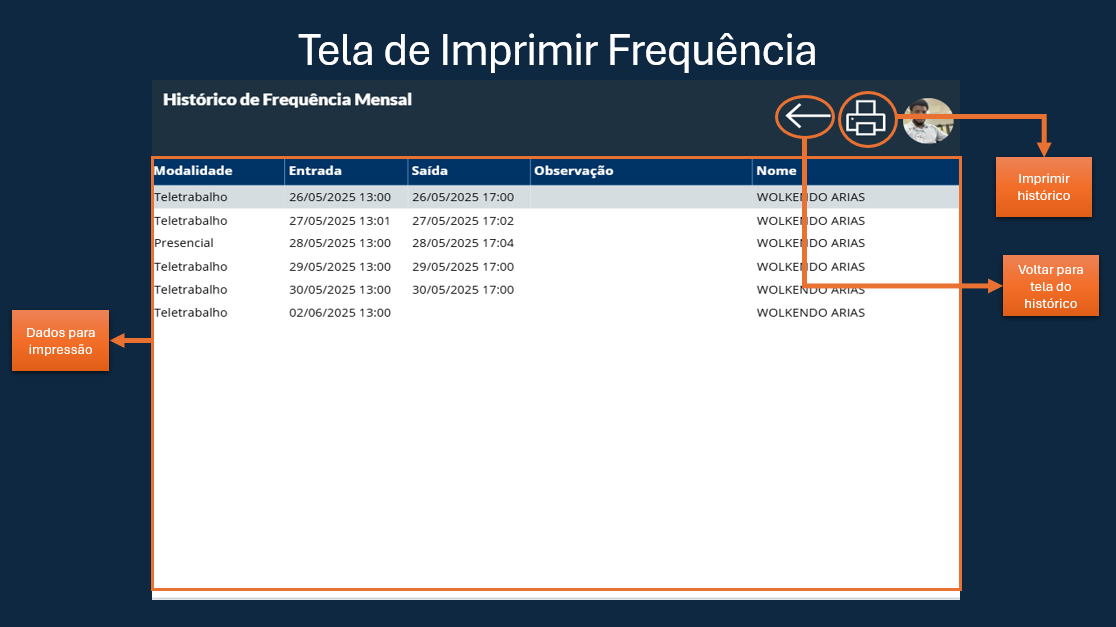 Tela de Imprimir Frequência
Histórico de Frequência Mensal
Imprimir
histórico
Modalidade Entrada Saída Observação Nome
Teletrabalho 26/05/2025 13:00 26/05/2025 17:00 WOLKENDO ARIAS
Teletrabalho 27/05/2025 13:01 27/05/2025 17:02 WOLKENDO ARIAS
Presencial 28/05/2025 13:00 28/05/2025 17:04 WOLKENDO ARIAS
Teletrabalho 29/05/2025 13:00 29/05/2025 17:00 WOLKENDO ARIAS
Teletrabalho 30/05/2025 13:00 30/05/2025 17:00 WOLKENDO ARIAS
Teletrabalho 02/06/2025 13:00 WOLKENDO ARIAS
Voltar para
tela do
histórico
Dados para
impressão